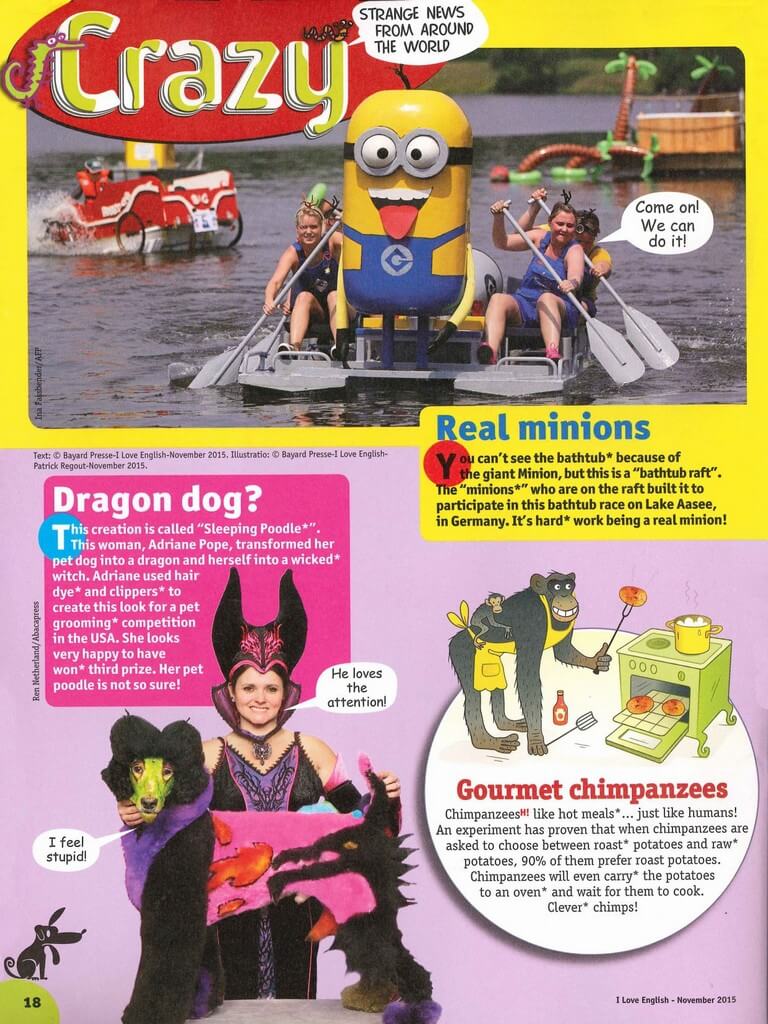 Crazy
STRANGE NEWS
FROM AROUND
THE WORLD
Come on!
We can
do it!
Ina Fassbender/AFP
Real minions
You can't see the bathtub* because of
the giant Minion, but this is a "bathtub raft".
The "minions*" who are on the raft built it to
participate in this bathtub race on Lake Aasee,
in Germany. It's hard* work being a real minion!
Text: © Bayard Presse-I Love English-November 2015. Illustratio: © Bayard Presse-I Love English-
Patrick Regout-November 2015.
Dragon dog?
This creation is called "Sleeping Poodle*".
This woman, Adriane Pope, transformed her
pet dog into a dragon and herself into a wicked*
witch. Adriane used hair
dye* and clippers* to
create this look for a pet
grooming* competition
in the USA. She looks
very happy to have
won* third prize. Her pet
poodle is not so sure!
Ren Netherland/Abacapress
He loves
the
attention!
I feel
stupid!
Gourmet chimpanzees
Chimpanzeesᴴ! like hot meals*... just like humans!
An experiment has proven that when chimpanzees are
asked to choose between roast* potatoes and raw*
potatoes, 90% of them prefer roast potatoes.
Chimpanzees will even carry* the potatoes
to an oven* and wait for them to cook.
Clever* chimps!
18
I Love English - November 2015